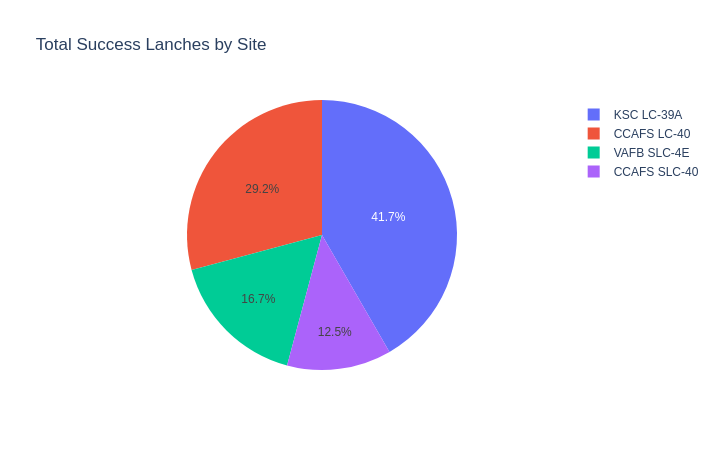 Total Success Lanches by Site
KSC LC-39A
CCAFS LC-40
VAFB SLC-4E
CCAFS SLC-40
29.2%
41.7%
16.7%
12.5%